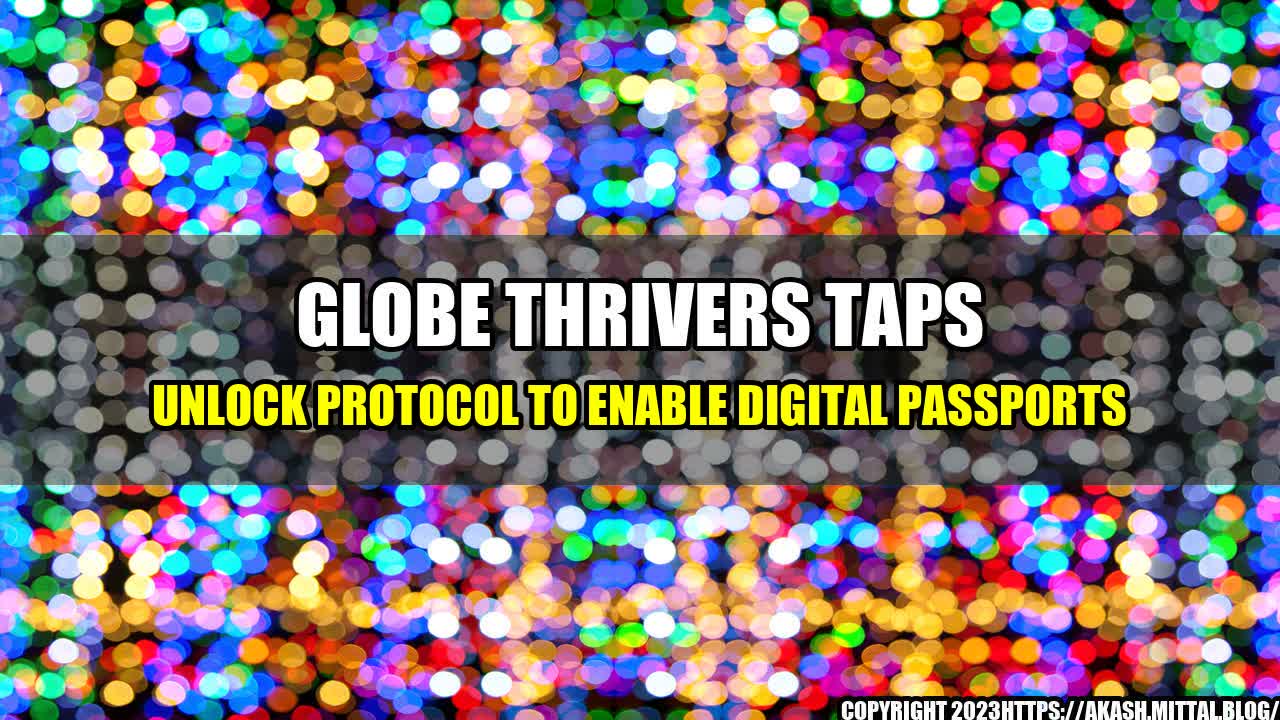 GLOBE THRIVERS TAPS
UNLOCK PROTOCOL TO ENABLE DIGITAL PASSPORTS
COPYRIGHT 2023HTTPS://AKASH.MITTAL.BLOG/